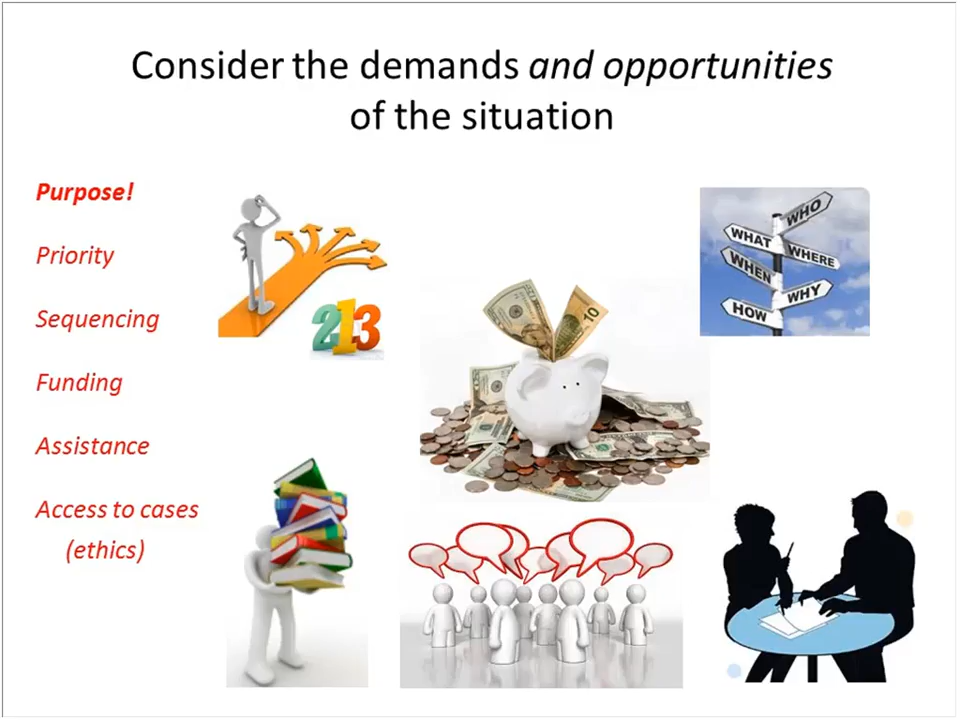 Consider the demands and opportunities
of the situation
Purpose!
Priority
Sequencing
Funding
Assistance
Access to cases
(ethics)
213
WHO
WHAT
WHERE
WHEN
WHY
HOW
10